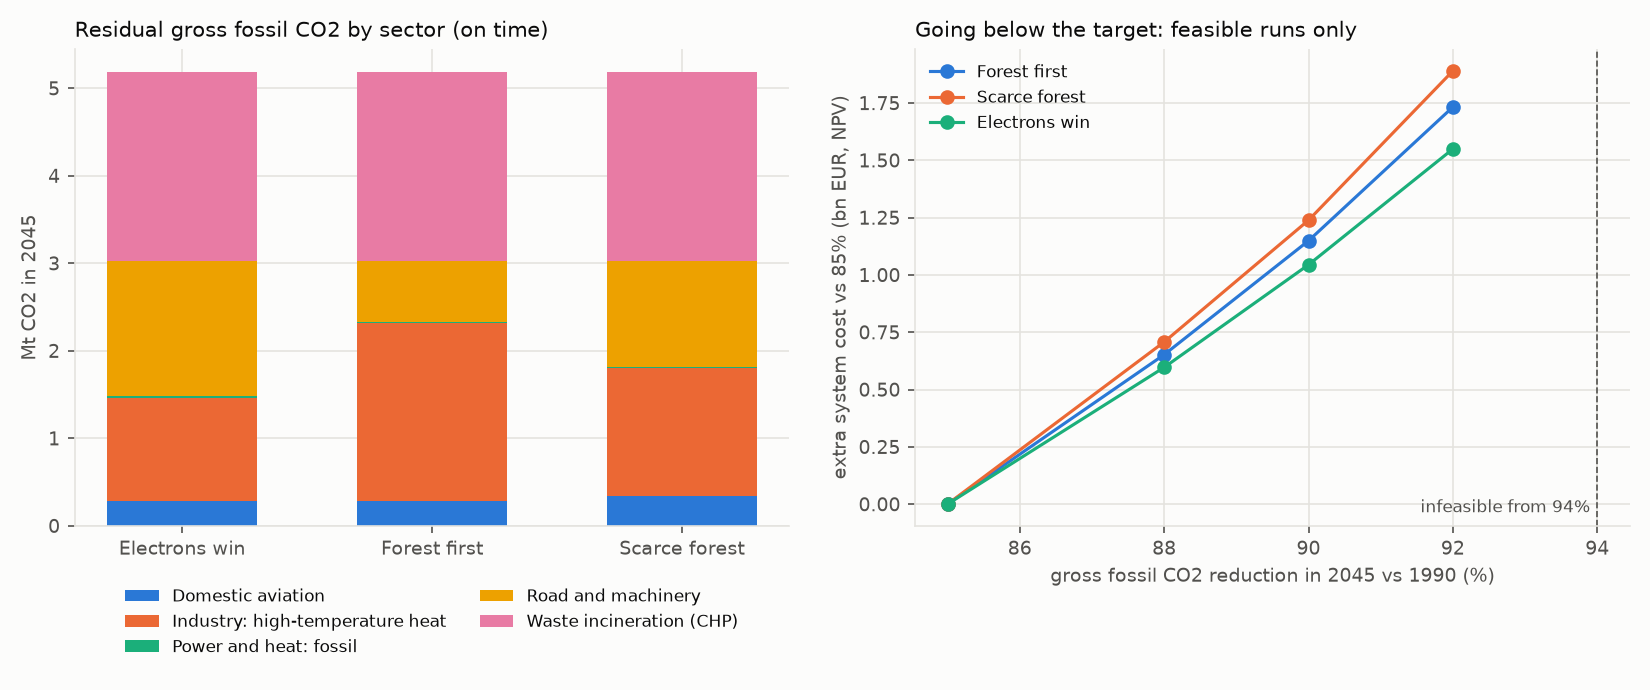 Residual gross fossil CO2 by sector (on time)
Mt CO2 in 2045
5
4
3
2
1
0
Electrons win
Forest first
Scarce forest
Domestic aviation
Industry: high-temperature heat
Power and heat: fossil
Road and machinery
Waste incineration (CHP)
Going below the target: feasible runs only
Forest first
Scarce forest
Electrons win
extra system cost vs 85% (bn EUR, NPV)
1.75
1.50
1.25
1.00
0.75
0.50
0.25
0.00
infeasible from 94%
86
88
90
92
94
gross fossil CO2 reduction in 2045 vs 1990 (%)